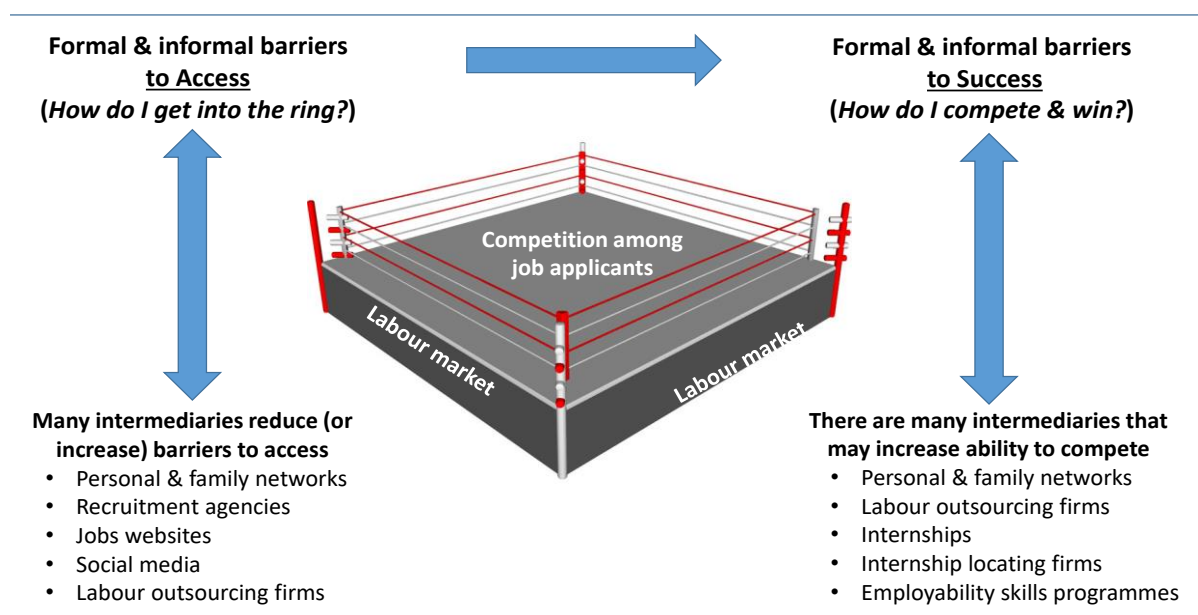 Formal & informal barriers
to Access
(How do I get into the ring?)
Formal & informal barriers
to Success
(How do I compete & win?)
Competition among
job applicants
Labour market
Labour market
Many intermediaries reduce (or
increase) barriers to access
• Personal & family networks
• Recruitment agencies
• Jobs websites
• Social media
• Labour outsourcing firms
There are many intermediaries that
may increase ability to compete
• Personal & family networks
• Labour outsourcing firms
• Internships
• Internship locating firms
• Employability skills programmes